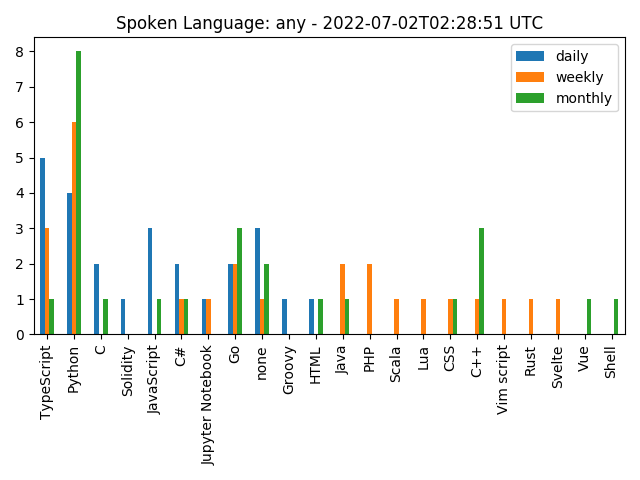 Spoken Language: any - 2022-07-02T02:28:51 UTC
daily
weekly
monthly
8
7
6
5
4
3
2
1
0
TypeScript
Python
C
Solidity
JavaScript
C#
Jupyter Notebook
Go
none
Groovy
HTML
Java
PHP
Scala
Lua
CSS
C++
Vim script
Rust
Svelte
Vue
Shell